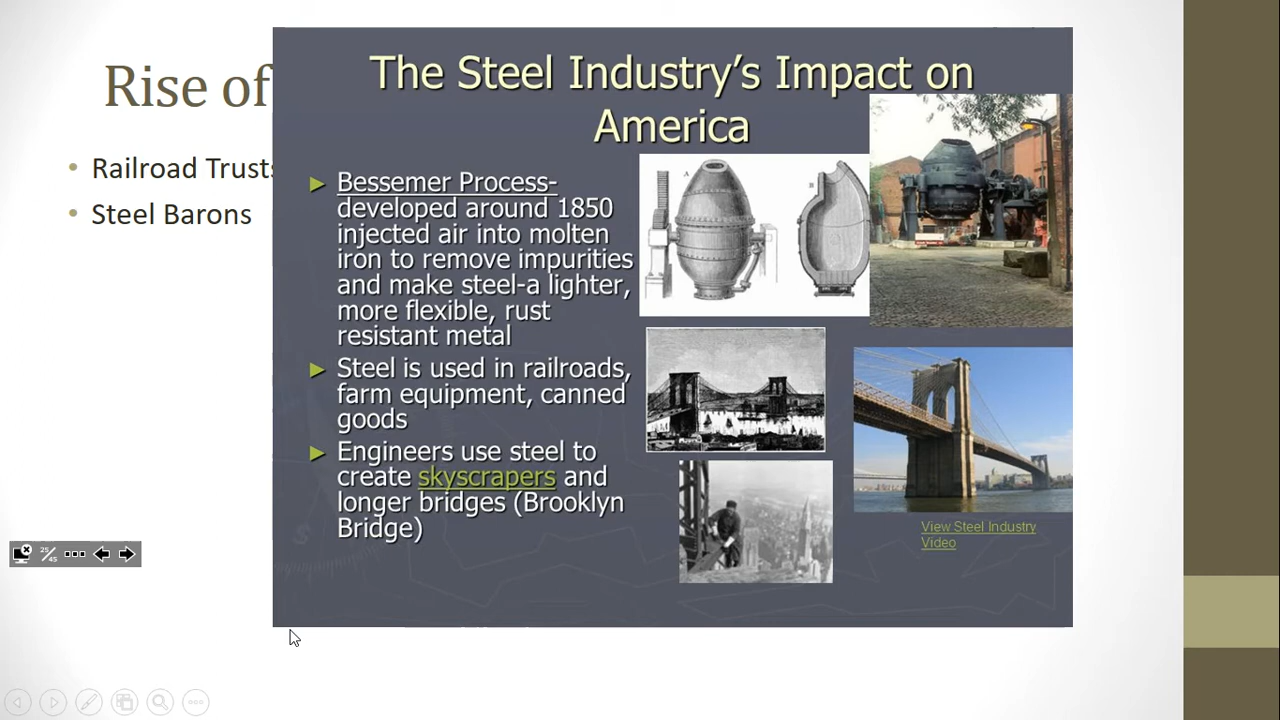 Rise of
Railroad Trusts
Steel Barons
The Steel Industry's Impact on
America
Bessemer Process-
developed around 1850
injected air into molten
iron to remove impurities
and make steel-a lighter,
more flexible, rust
resistant metal
Steel is used in railroads,
farm equipment, canned
goods
Engineers use steel to
create skyscrapers and
longer bridges (Brooklyn
Bridge)
A
B
View Steel Industry
Video
25/45